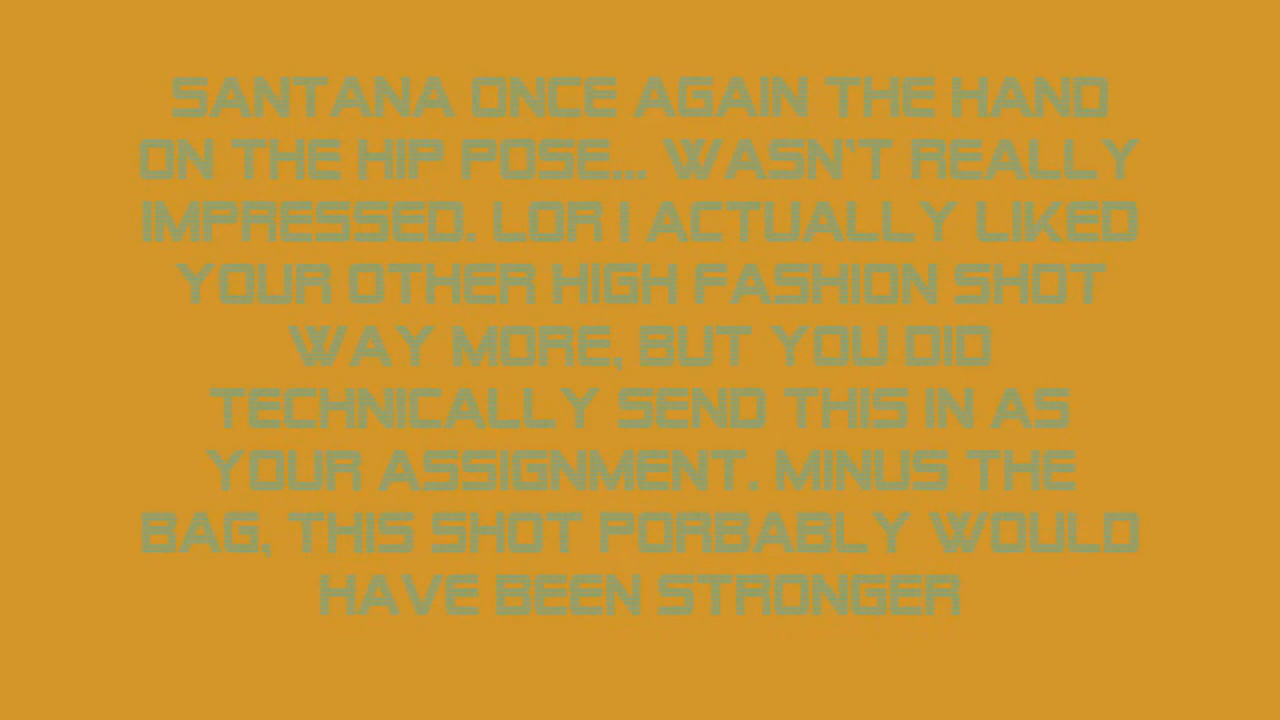 SANTANA ONCE AGAIN THE HAND
ON THE HIP POSE... WASN'T REALLY
IMPRESSED. LOR I ACTUALLY LIKED
YOUR OTHER HIGH FASHION SHOT
WAY MORE, BUT YOU DID
TECHNICALLY SEND THIS IN AS
YOUR ASSIGNMENT. MINUS THE
BAG, THIS SHOT PORBABLY WOULD
HAVE BEEN STRONGER